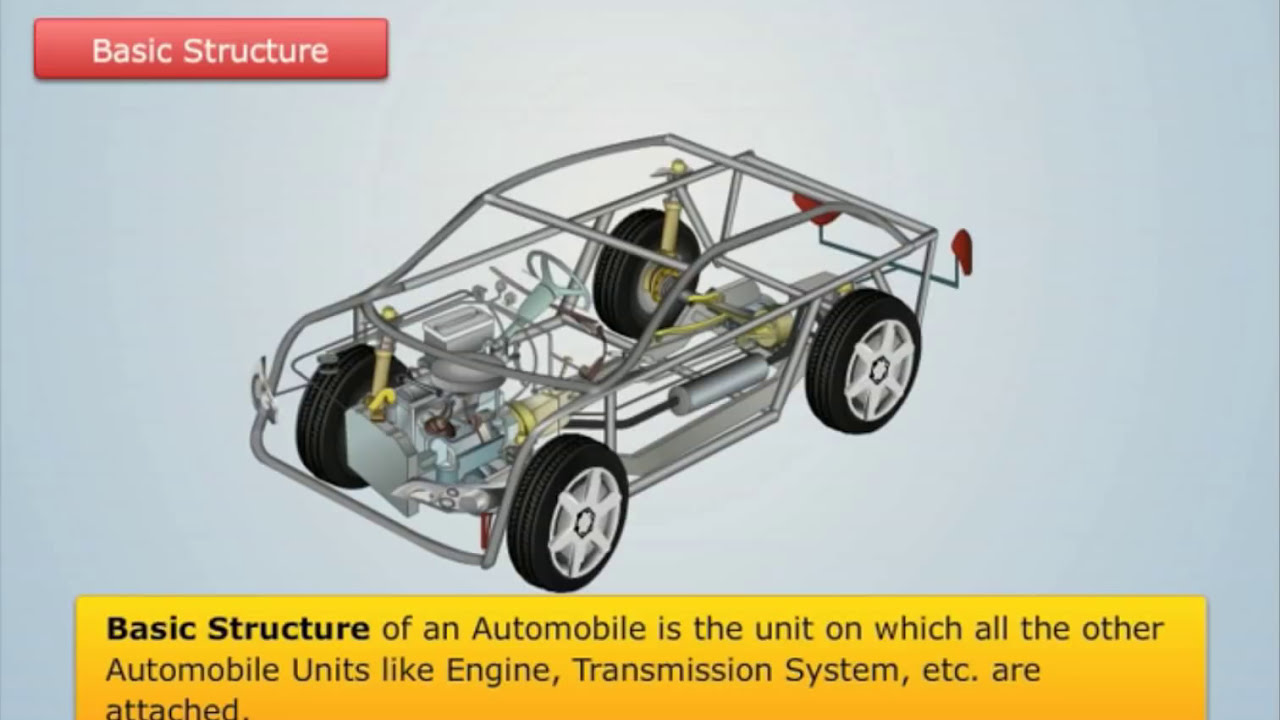 Basic Structure
Basic Structure of an Automobile is the unit on which all the other
Automobile Units like Engine, Transmission System, etc. are
attached.